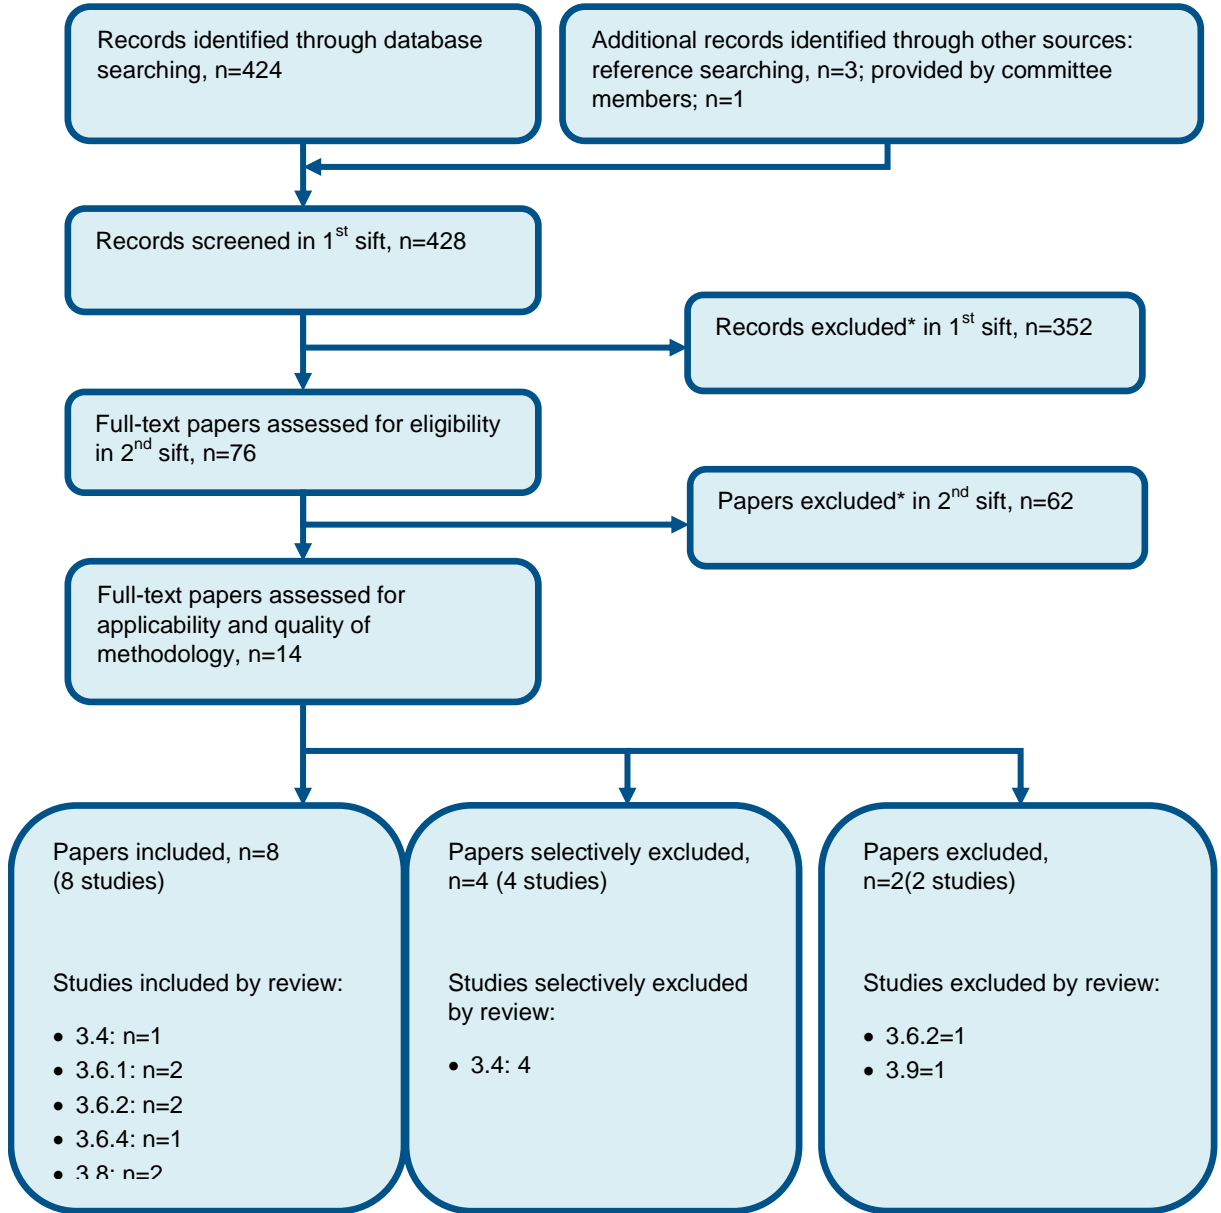 Records identified through database
searching, n=424
Additional records identified through other sources:
reference searching, n=3; provided by committee
members; n=1
Records screened in 1st sift, n=428
Records excluded* in 1st sift, n=352
Full-text papers assessed for eligibility
in 2nd sift, n=76
Papers excluded* in 2nd sift, n=62
Full-text papers assessed for
applicability and quality of
methodology, n=14
Papers included, n=8
(8 studies)
Studies included by review:
• 3.4: n=1
• 3.6.1: n=2
• 3.6.2: n=2
• 3.6.4: n=1
• 3.8: n=2
Papers selectively excluded,
n=4 (4 studies)
Studies selectively excluded
by review:
• 3.4: 4
Papers excluded,
n=2(2 studies)
Studies excluded by review:
• 3.6.2=1
• 3.9=1